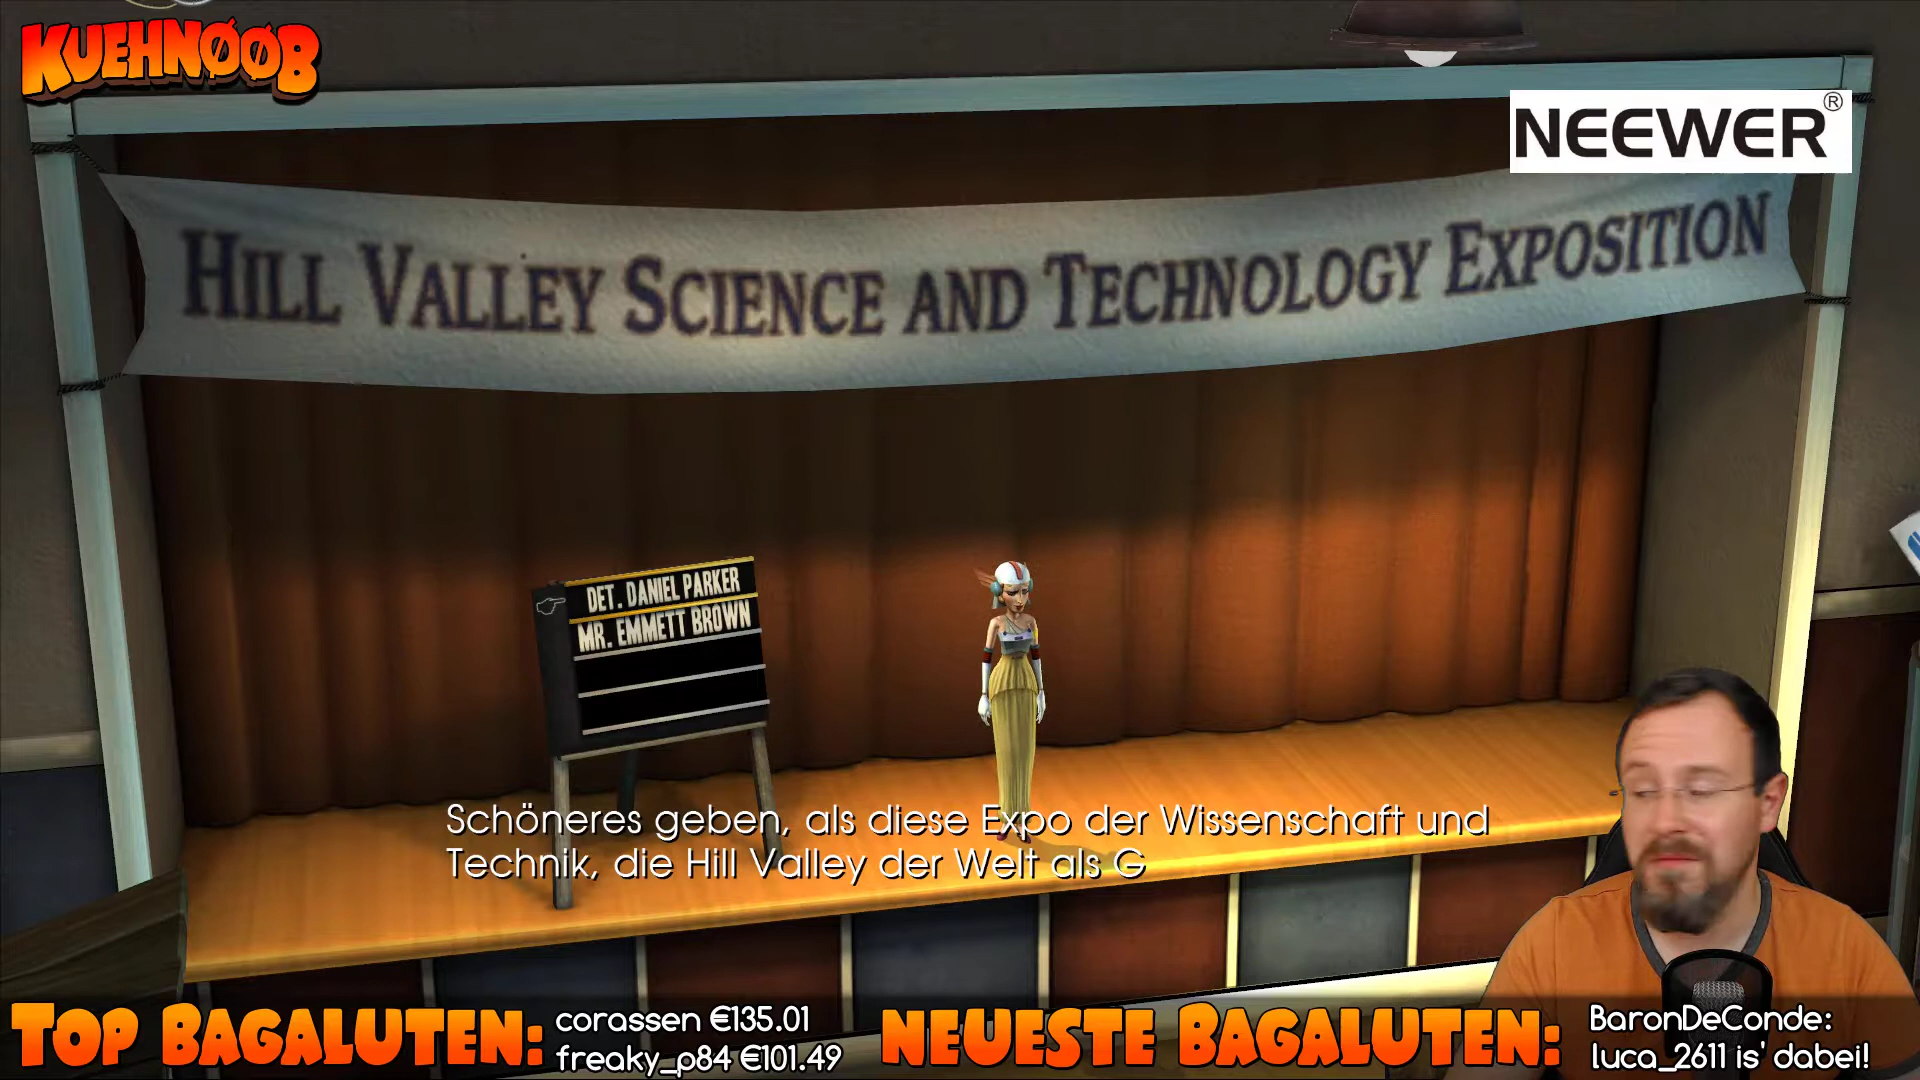 KUEHNØØB
NEEWER®
HILL VALLEY SCIENCE AND TECHNOLOGY EXPOSITION
DET. DANIEL PARKER
MR. EMMETT BROWN
Schöneres geben, als diese Expo der Wissenschaft und
Technik, die Hill Valley der Welt als G
TOP BAGALUTEN:
corassen €135.01
freaky_p84 €101.49
NEUESTE BAGALUTEN:
BaronDeConde:
luca_2611 is' dabei!